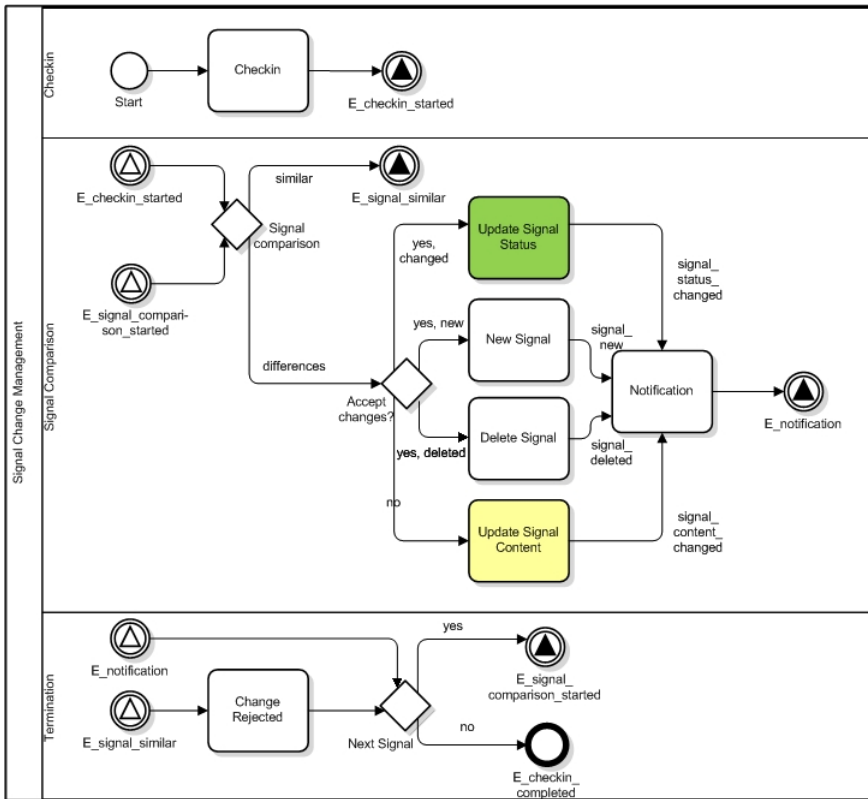 Signal Change Management
Checkin
Start
Checkin
E_checkin_started
Signal Comparison
E_checkin_started
similar
E_signal_similar
Signal
comparison
E_signal_compari-
son_started
differences
Accept
changes?
yes,
changed
Update Signal
Status
signal_
status_
changed
yes, new
New Signal
signal_
new
yes, deleted
Delete Signal
signal_
deleted
no
Update Signal
Content
signal_
content_
changed
Notification
E_notification
Termination
E_notification
E_signal_similar
Change
Rejected
Next Signal
yes
E_signal_
comparison_started
no
E_checkin_
completed